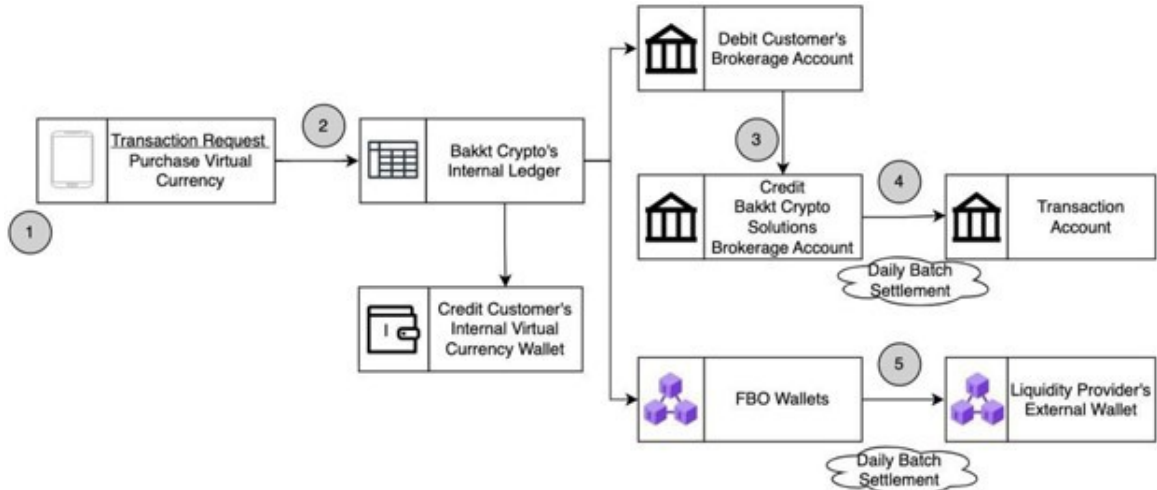 1
Transaction Request
Purchase Virtual
Currency
2
Bakkt Crypto's
Internal Ledger
Credit Customer's
Internal Virtual
Currency Wallet
Debit Customer's
Brokerage Account
3
Credit
Bakkt Crypto
Solutions
Brokerage Account
4
Daily Batch
Settlement
Transaction
Account
FBO Wallets
5
Daily Batch
Settlement
Liquidity Provider's
External Wallet